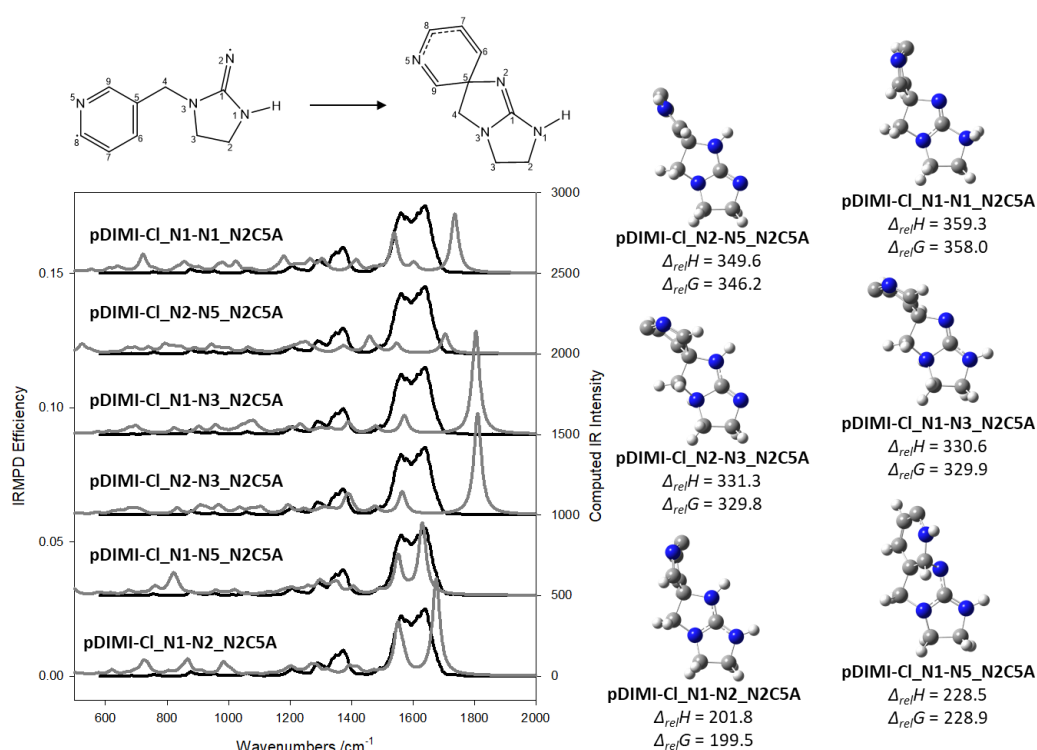 N
2
8
7
N
5
6
5
9
N
2
4
C
1
N
3
N
1
H
3
2
N
5
9
4
5
N
3
1
N
1
H
8
7
6
3
2
3000
pDIMI-Cl_N1-N1_N2C5A
0.15
2500
pDIMI-Cl_N2-N5_N2C5A
2000
pDIMI-Cl_N1-N3_N2C5A
0.10
1500
pDIMI-Cl_N2-N3_N2C5A
1000
0.05
pDIMI-Cl_N1-N5_N2C5A
500
pDIMI-Cl_N1-N2_N2C5A
0.00
0
600 800 1000 1200 1400 1600 1800 2000
Wavenumbers /cm-1
IRMPD Efficiency
Computed IR Intensity
pDIMI-Cl_N2-N5_N2C5A
ΔrelH = 349.6
ΔrelG = 346.2
pDIMI-Cl_N1-N1_N2C5A
ΔrelH = 359.3
ΔrelG = 358.0
pDIMI-Cl_N2-N3_N2C5A
ΔrelH = 331.3
ΔrelG = 329.8
pDIMI-Cl_N1-N3_N2C5A
ΔrelH = 330.6
ΔrelG = 329.9
pDIMI-Cl_N1-N2_N2C5A
ΔrelH = 201.8
ΔrelG = 199.5
pDIMI-Cl_N1-N5_N2C5A
ΔrelH = 228.5
ΔrelG = 228.9